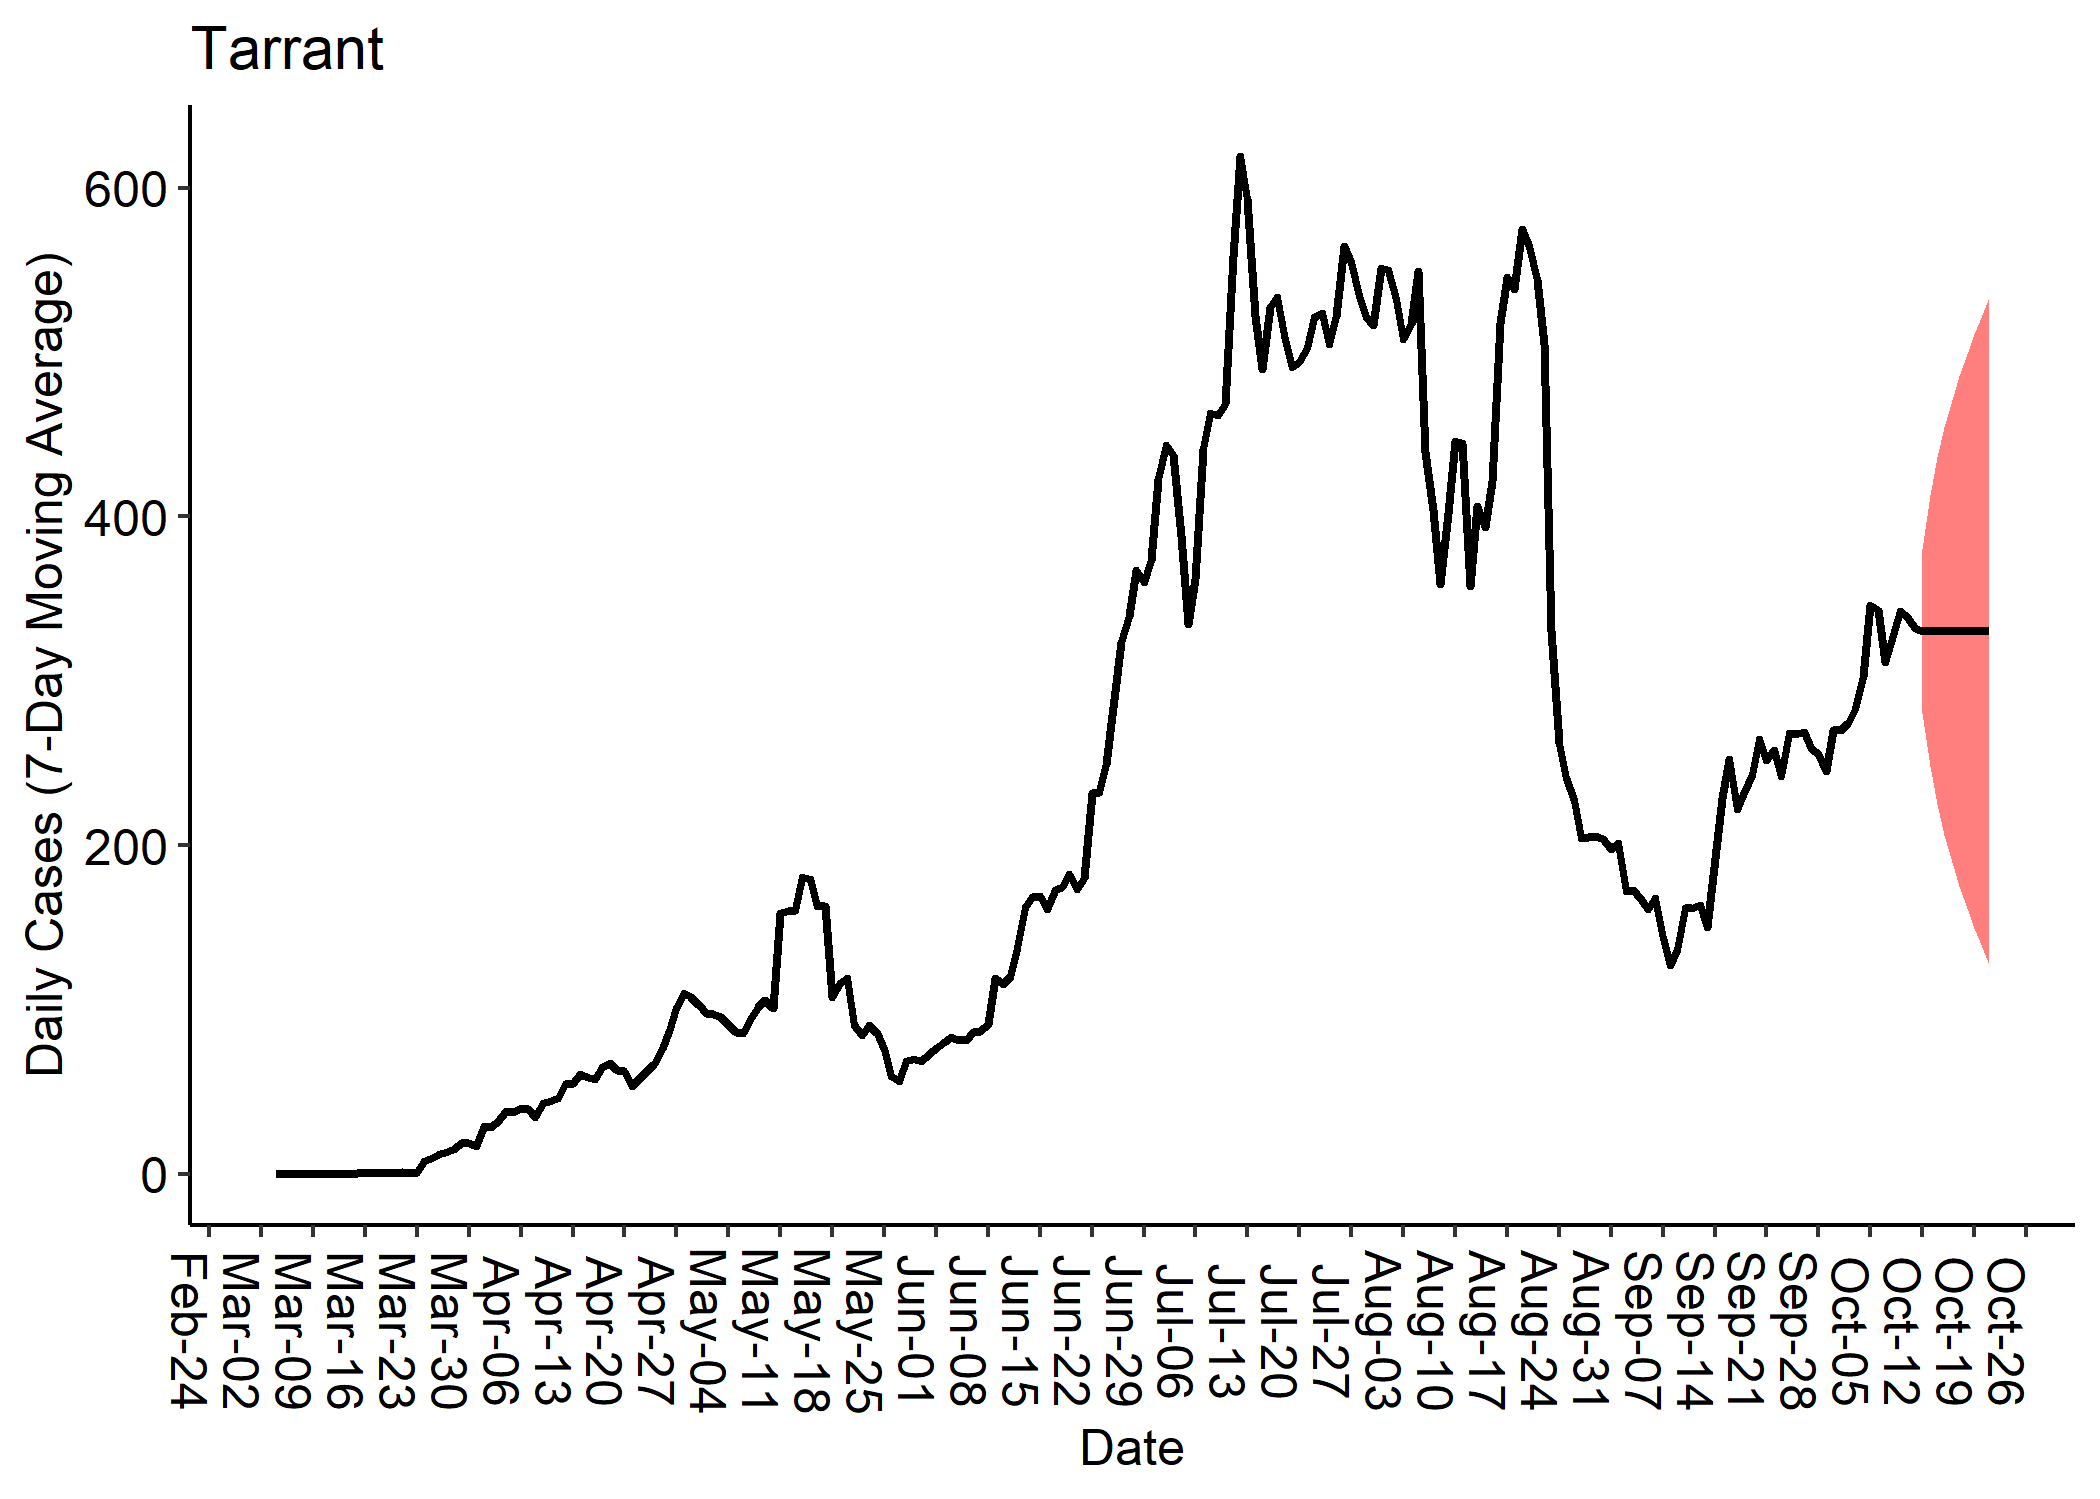 Tarrant
Daily Cases (7-Day Moving Average)
600
400
200
0
Feb-24
Mar-02
Mar-09
Mar-16
Mar-23
Mar-30
Apr-06
Apr-13
Apr-20
Apr-27
May-04
May-11
May-18
May-25
Jun-01
Jun-08
Jun-15
Jun-22
Jun-29
Jul-06
Jul-13
Jul-20
Jul-27
Aug-03
Aug-10
Aug-17
Aug-24
Aug-31
Sep-07
Sep-14
Sep-21
Sep-28
Oct-05
Oct-12
Oct-19
Oct-26
Date